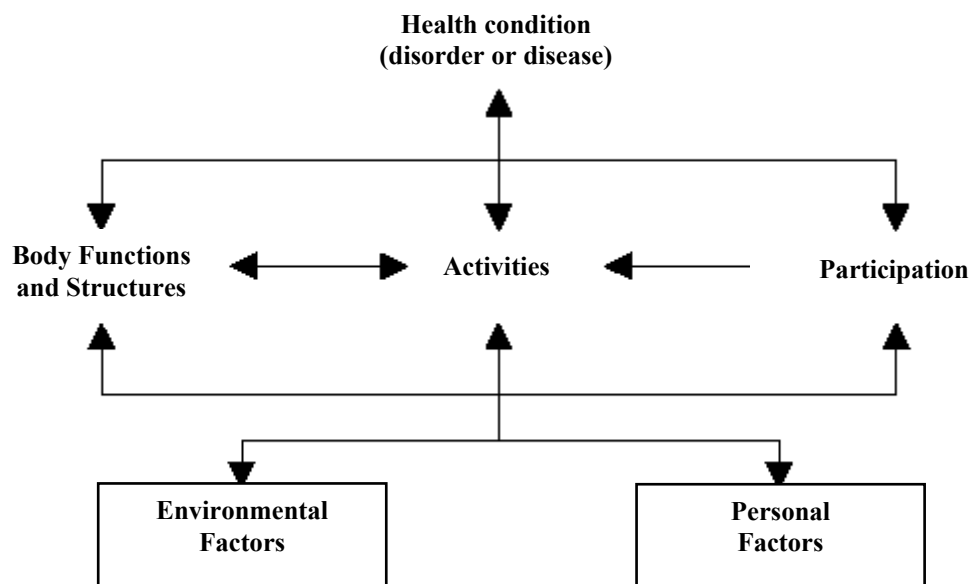 Health condition
(disorder or disease)
Body Functions
and Structures
Activities
Participation
Environmental
Factors
Personal
Factors